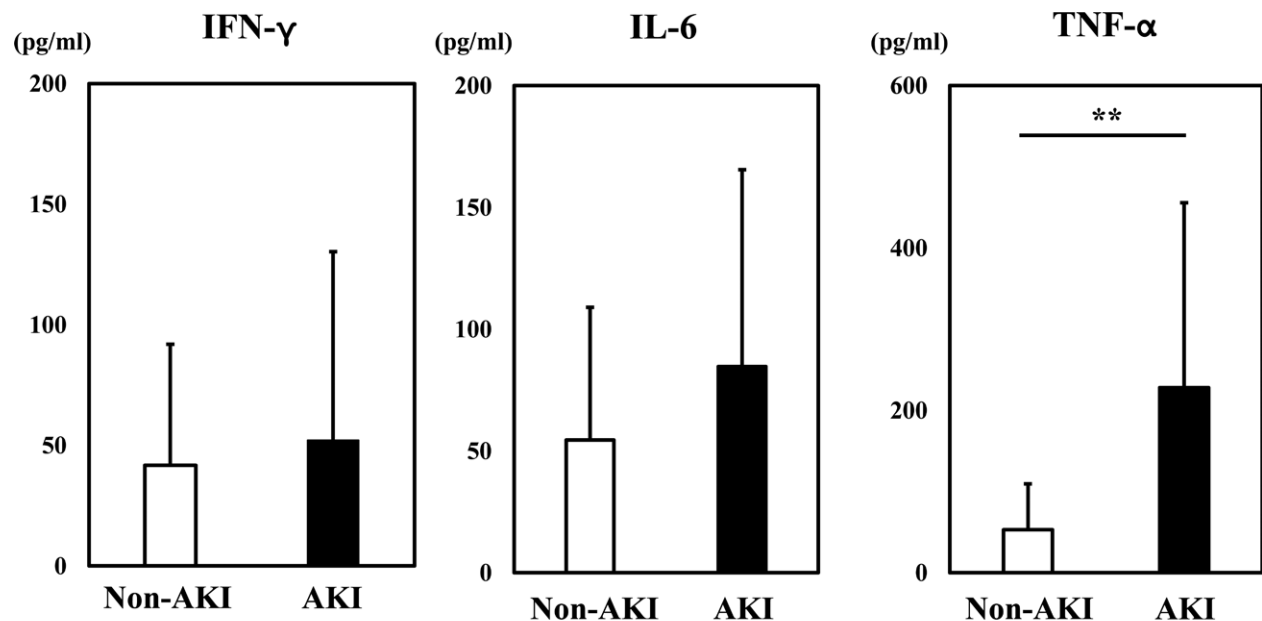 IFN-γ
(pg/ml)
200
150
100
50
0
Non-AKI AKI
IL-6
(pg/ml)
200
150
100
50
0
Non-AKI AKI
TNF-α
(pg/ml)
600
**
400
200
0
Non-AKI AKI